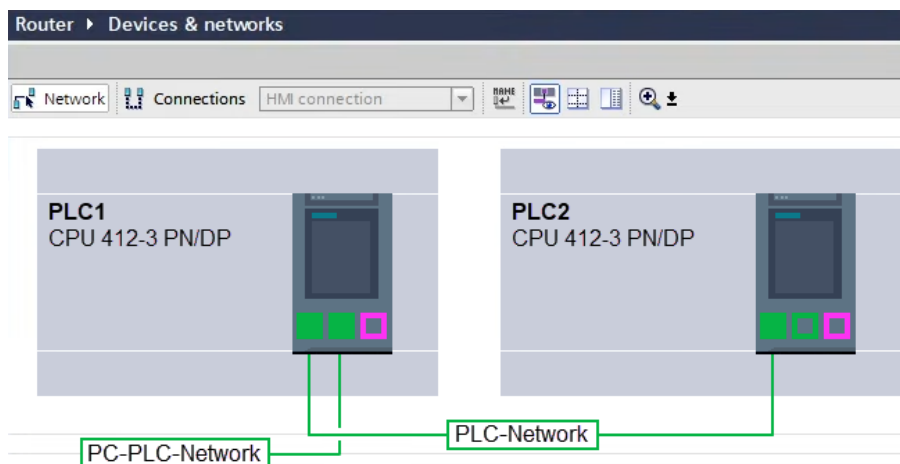 Router ▸ Devices & networks
Network Connections HMI connection
NAME
PLC1
CPU 412-3 PN/DP
PLC2
CPU 412-3 PN/DP
PLC-Network
PC-PLC-Network